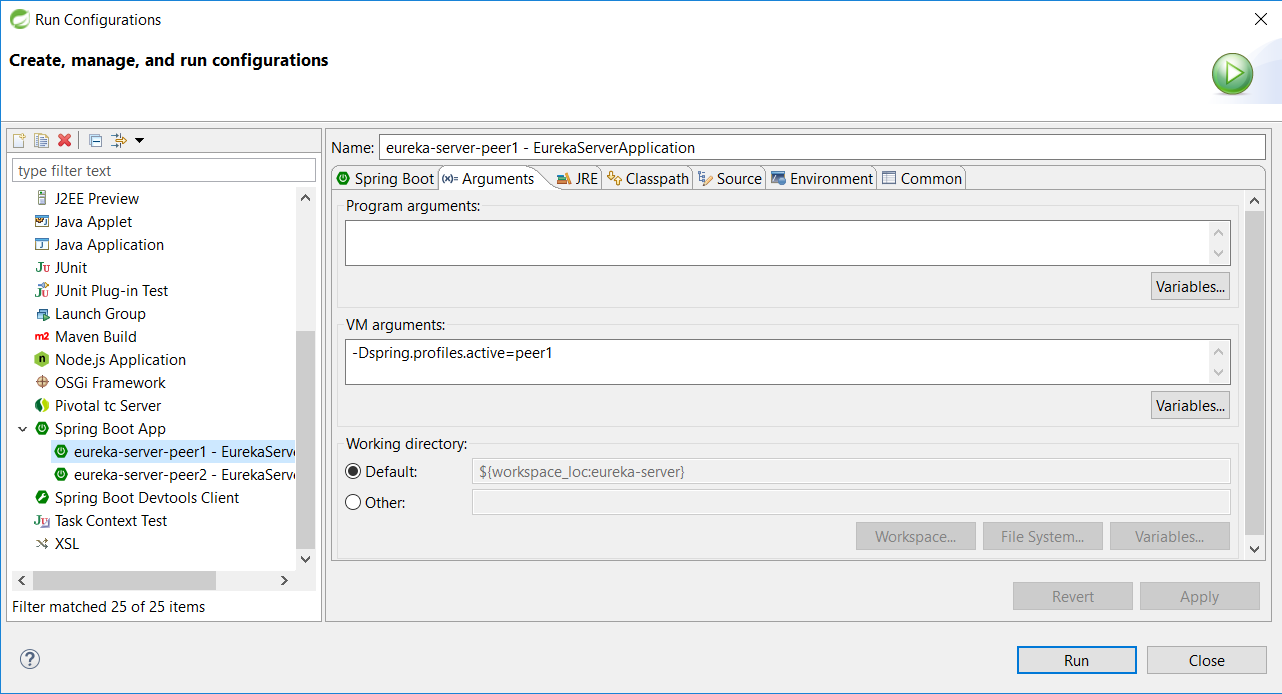 Run Configurations
Create, manage, and run configurations
type filter text
J2EE Preview
Java Applet
Java Application
JUnit
JUnit Plug-in Test
Launch Group
Maven Build
Node.js Application
OSGi Framework
Pivotal tc Server
Spring Boot App
eureka-server-peer1 - EurekaServe
eureka-server-peer2 - EurekaServe
Spring Boot Devtools Client
Task Context Test
XSL
Filter matched 25 of 25 items
Name: eureka-server-peer1 - EurekaServerApplication
Spring Boot (x)= Arguments JRE Classpath Source Environment Common
Program arguments:
Variables...
VM arguments:
-Dspring.profiles.active=peer1
Variables...
Working directory:
Default: ${workspace_loc:eureka-server}
Other:
Workspace... File System... Variables...
Revert Apply
Run Close